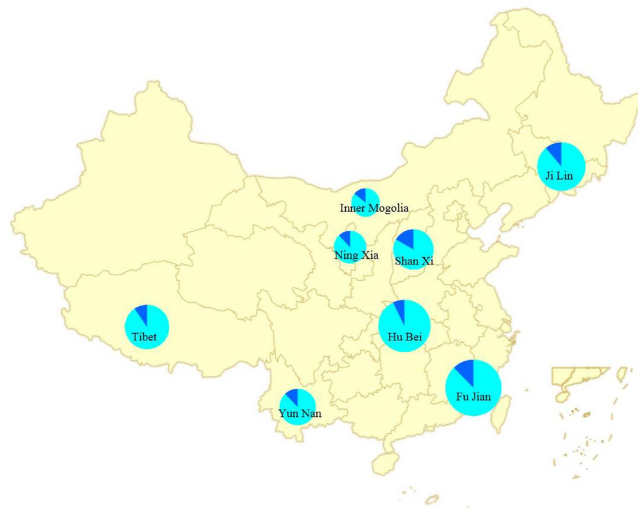 Ji Lin
Inner Mogolia
Ning Xia
Shan Xi
Tibet
Hu Bei
Fu Jian
Yun Nan